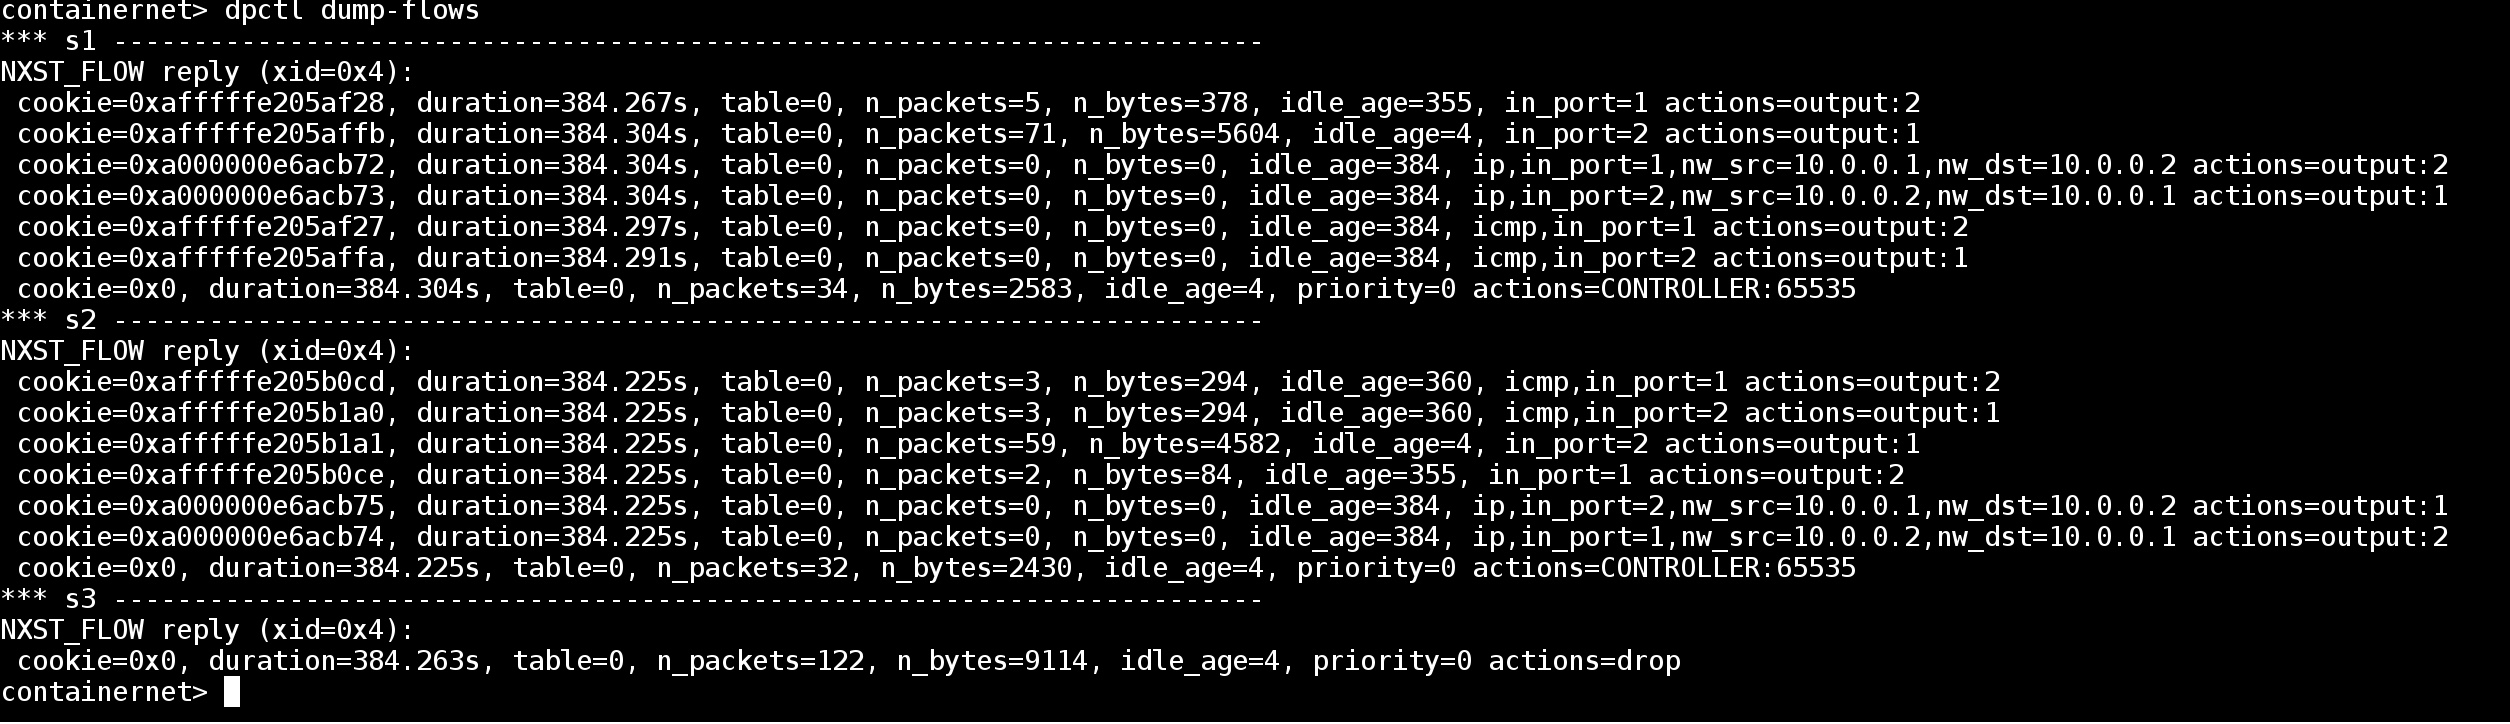 containernet> dpctl dump-flows
*** s1 ------------------------------------------------------------------------
NXST_FLOW reply (xid=0x4):
 cookie=0xafffffe205af28, duration=384.267s, table=0, n_packets=5, n_bytes=378, idle_age=355, in_port=1 actions=output:2
 cookie=0xafffffe205affb, duration=384.304s, table=0, n_packets=71, n_bytes=5604, idle_age=4, in_port=2 actions=output:1
 cookie=0xa000000e6acb72, duration=384.304s, table=0, n_packets=0, n_bytes=0, idle_age=384, ip,in_port=1,nw_src=10.0.0.1,nw_dst=10.0.0.2 actions=output:2
 cookie=0xa000000e6acb73, duration=384.304s, table=0, n_packets=0, n_bytes=0, idle_age=384, ip,in_port=2,nw_src=10.0.0.2,nw_dst=10.0.0.1 actions=output:1
 cookie=0xafffffe205af27, duration=384.297s, table=0, n_packets=0, n_bytes=0, idle_age=384, icmp,in_port=1 actions=output:2
 cookie=0xafffffe205affa, duration=384.291s, table=0, n_packets=0, n_bytes=0, idle_age=384, icmp,in_port=2 actions=output:1
 cookie=0x0, duration=384.304s, table=0, n_packets=34, n_bytes=2583, idle_age=4, priority=0 actions=CONTROLLER:65535
*** s2 ------------------------------------------------------------------------
NXST_FLOW reply (xid=0x4):
 cookie=0xafffffe205b0cd, duration=384.225s, table=0, n_packets=3, n_bytes=294, idle_age=360, icmp,in_port=1 actions=output:2
 cookie=0xafffffe205b1a0, duration=384.225s, table=0, n_packets=3, n_bytes=294, idle_age=360, icmp,in_port=2 actions=output:1
 cookie=0xafffffe205b1a1, duration=384.225s, table=0, n_packets=59, n_bytes=4582, idle_age=4, in_port=2 actions=output:1
 cookie=0xafffffe205b0ce, duration=384.225s, table=0, n_packets=2, n_bytes=84, idle_age=355, in_port=1 actions=output:2
 cookie=0xa000000e6acb75, duration=384.225s, table=0, n_packets=0, n_bytes=0, idle_age=384, ip,in_port=2,nw_src=10.0.0.1,nw_dst=10.0.0.2 actions=output:1
 cookie=0xa000000e6acb74, duration=384.225s, table=0, n_packets=0, n_bytes=0, idle_age=384, ip,in_port=1,nw_src=10.0.0.2,nw_dst=10.0.0.1 actions=output:2
 cookie=0x0, duration=384.225s, table=0, n_packets=32, n_bytes=2430, idle_age=4, priority=0 actions=CONTROLLER:65535
*** s3 ------------------------------------------------------------------------
NXST_FLOW reply (xid=0x4):
 cookie=0x0, duration=384.263s, table=0, n_packets=122, n_bytes=9114, idle_age=4, priority=0 actions=drop
containernet>